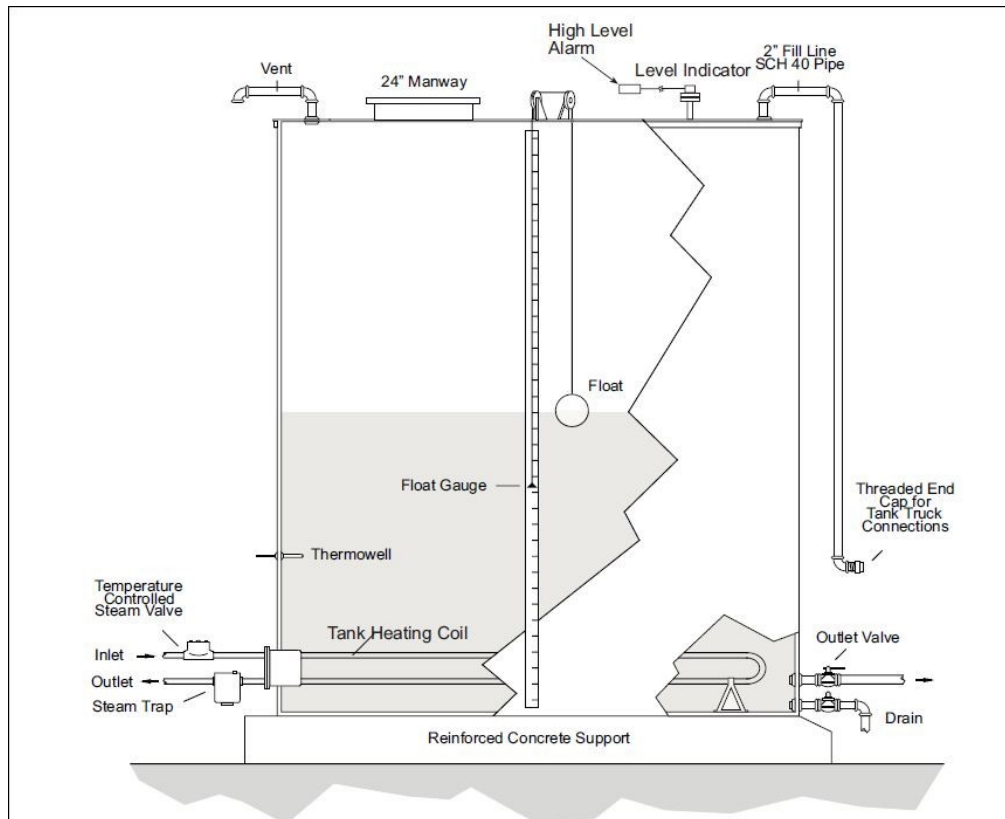 High Level
Alarm
2” Fill Line
SCH 40 Pipe
Vent
24” Manway
Level Indicator
Float
Float Gauge
Threaded End
Cap for
Tank Truck
Connections
Thermowell
Temperature
Controlled
Steam Valve
Tank Heating Coil
Outlet Valve
Inlet
Outlet
Steam Trap
Drain
Reinforced Concrete Support